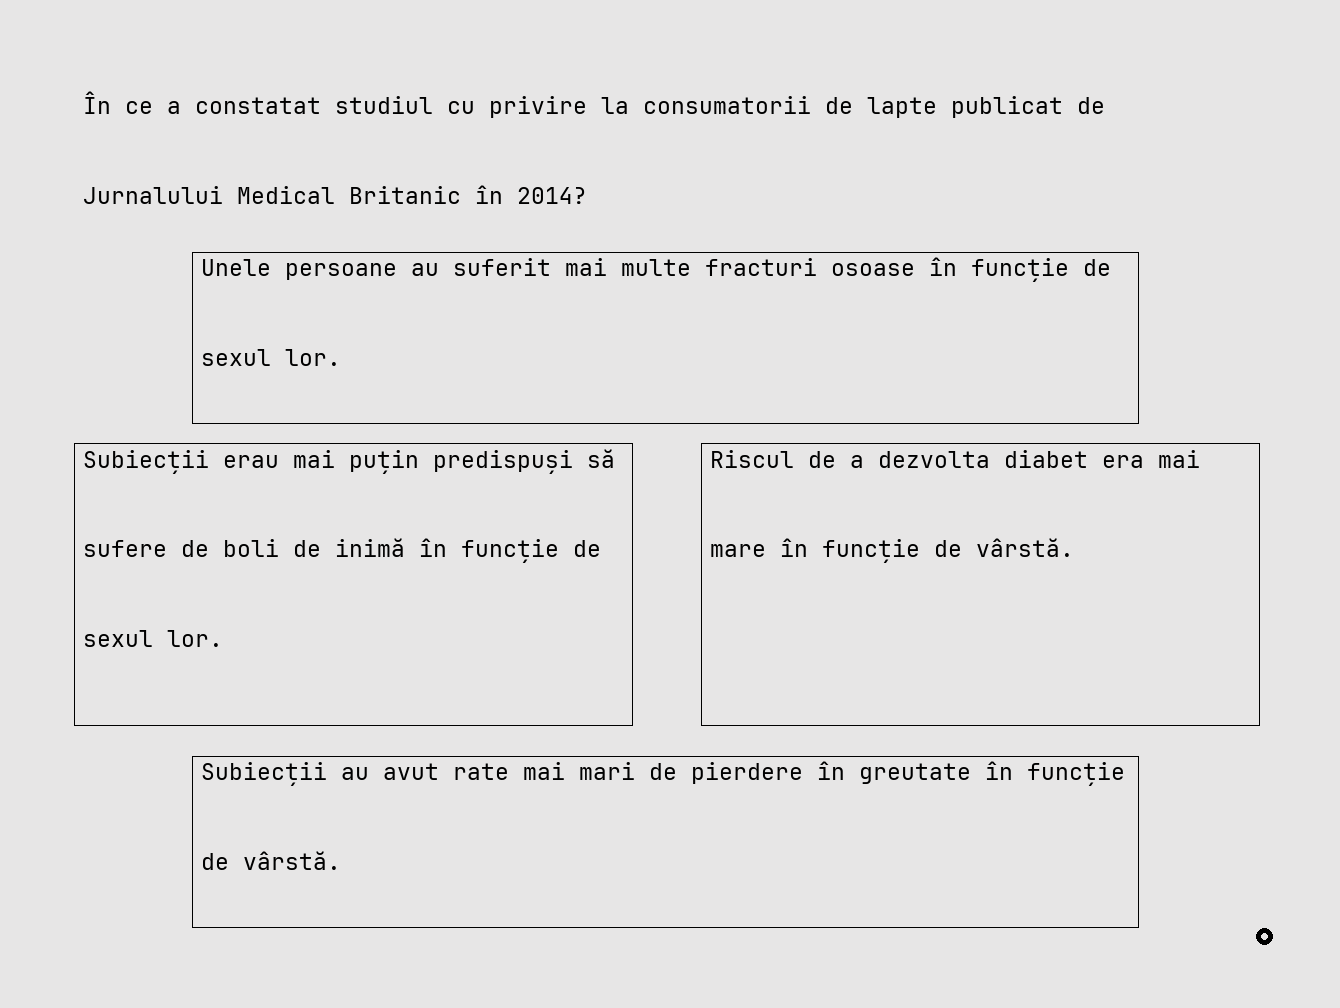 În ce a constatat studiul cu privire la consumatorii de lapte publicat de
Jurnalului Medical Britanic în 2014?
Unele persoane au suferit mai multe fracturi osoase în funcție de
sexul lor.
Subiecții erau mai puțin predispuși să
sufere de boli de inimă în funcție de
sexul lor.
Riscul de a dezvolta diabet era mai
mare în funcție de vârstă.
Subiecții au avut rate mai mari de pierdere în greutate în funcție
de vârstă.